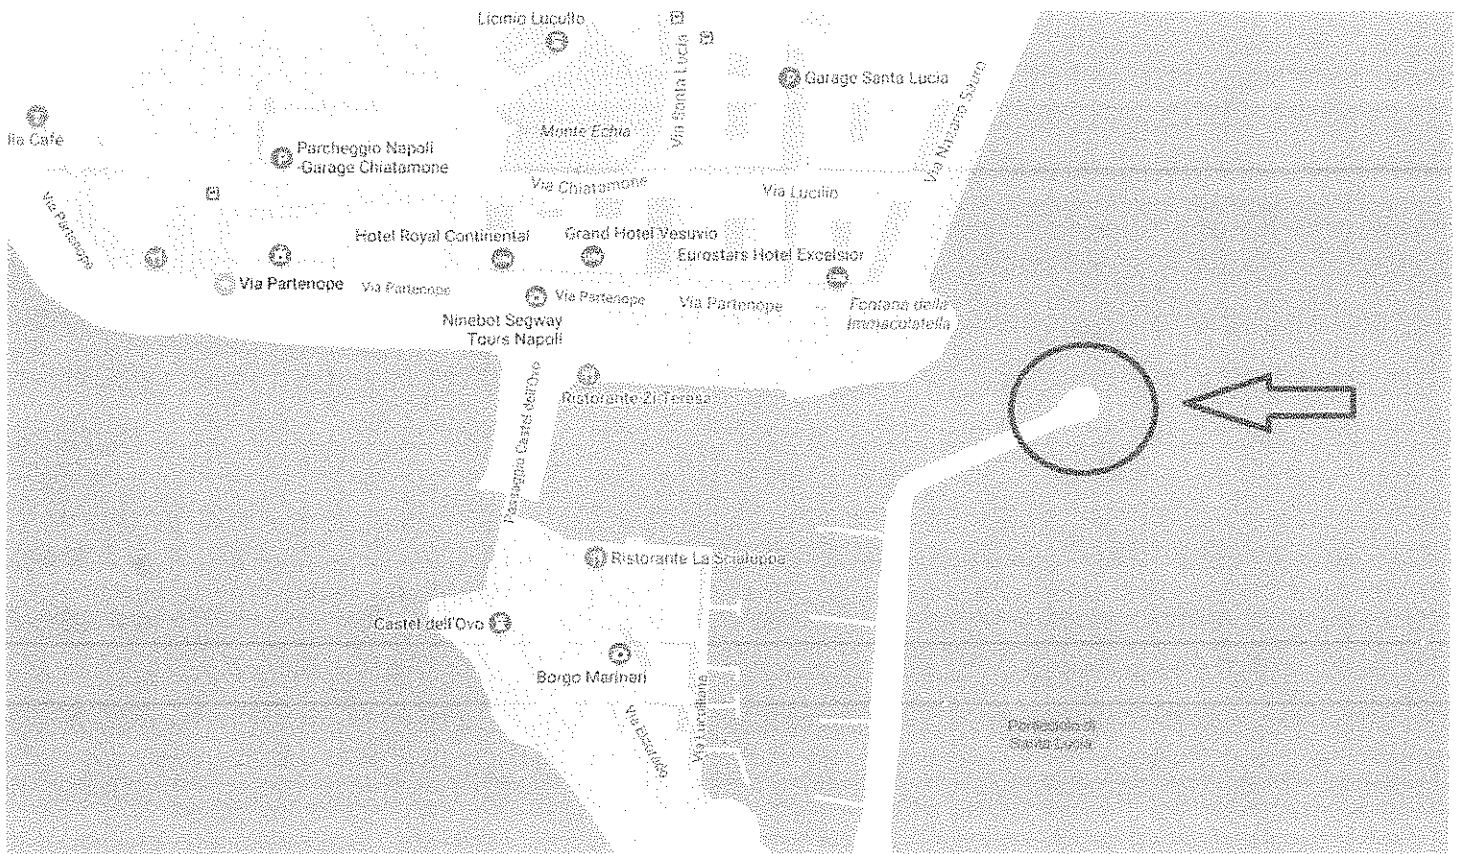 Licinio Lucullo
Via Santa Lucia
Garage Santa Lucia
Via Nazario Sauro
lla Café
Monte Echia
Parcheggio Napoli
-Garage Chiatamone
Via Chiatamone
Via Lucilio
Via Partenope
Hotel Royal Continental
Grand Hotel Vesuvio
Eurostars Hotel Excelsior
Via Partenope
Via Partenope
Via Partenope
Via Partenope
Fontana della
Immacolatella
Ninebot Segway
Tours Napoli
Passaggio Castel dell'Ovo
Ristorante Zi Teresa
Ristorante La Scialuppa
Castel dell'Ovo
Borgo Marinari
Via Eldorado
Via Lucculliana
Porticciolo di
Santa Lucia